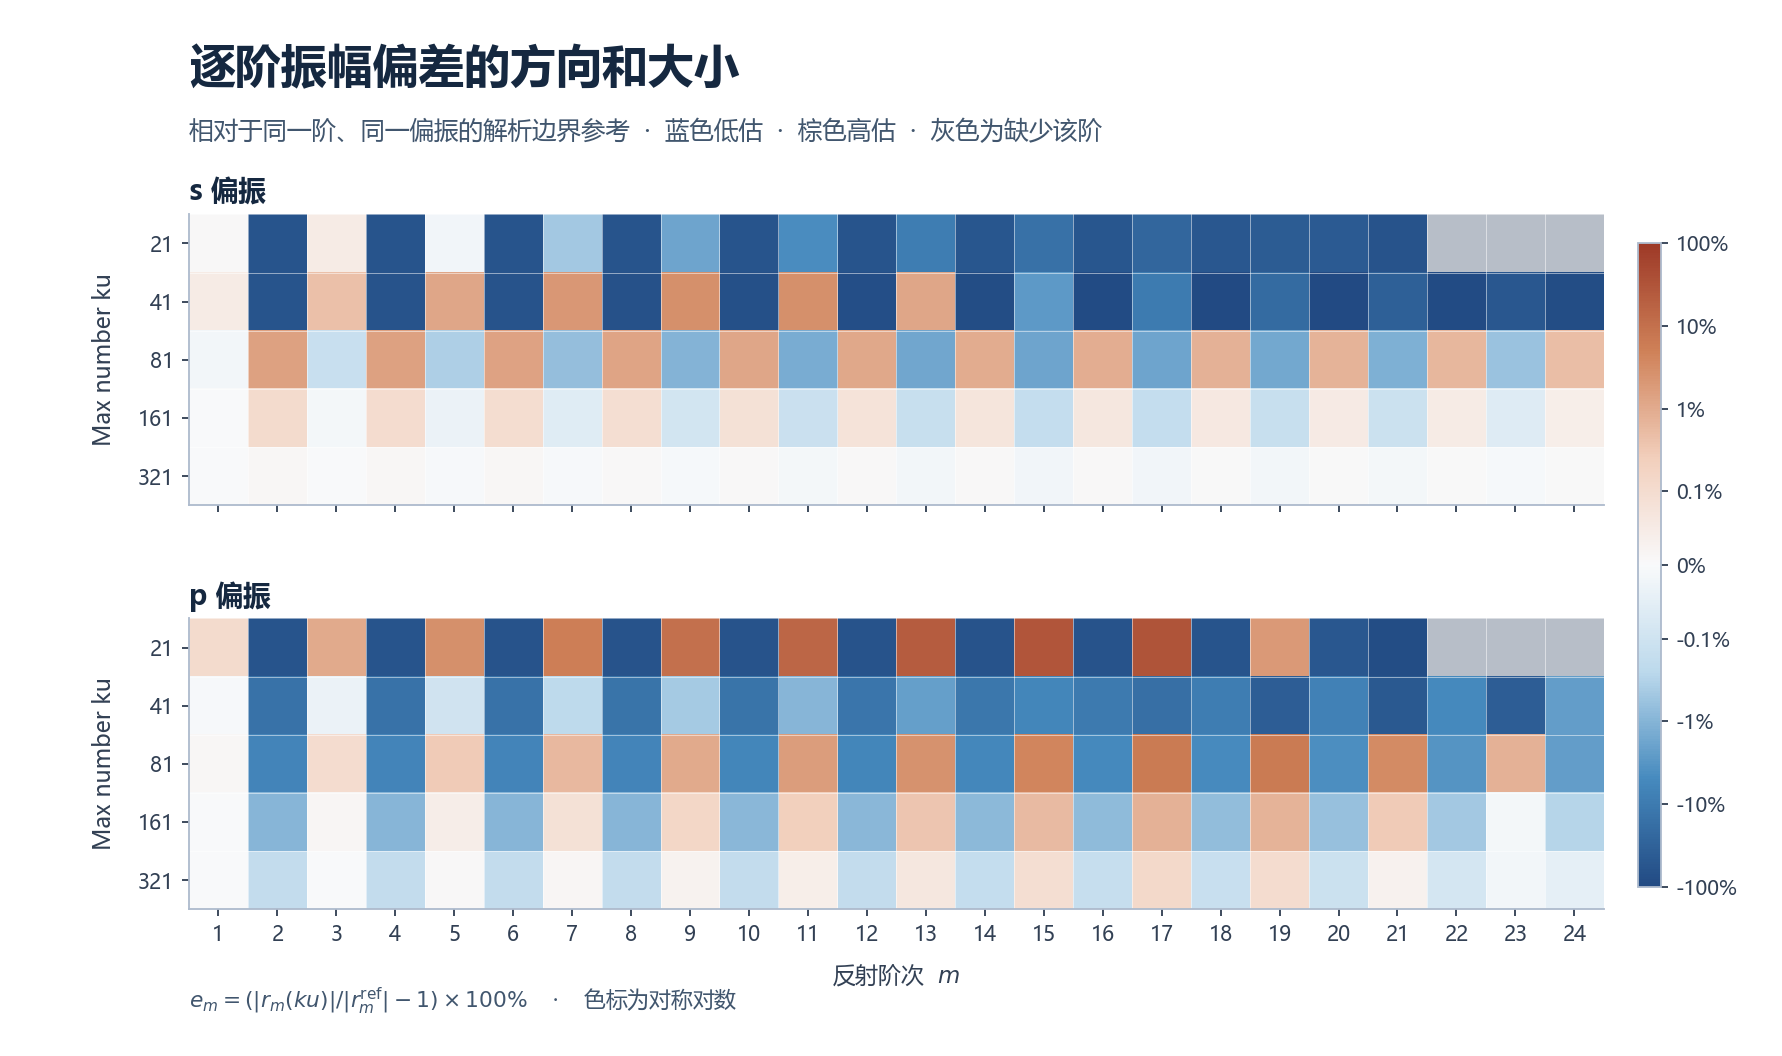 逐阶振幅偏差的方向和大小
相对于同一阶、同一偏振的解析边界参考 · 蓝色低估 · 棕色高估 · 灰色为缺少该阶
s 偏振
Max number ku
21
41
81
161
321
p 偏振
Max number ku
21
41
81
161
321
1 2 3 4 5 6 7 8 9 10 11 12 13 14 15 16 17 18 19 20 21 22 23 24
反射阶次 m
100%
10%
1%
0.1%
0%
-0.1%
-1%
-10%
-100%
e_m = (|r_m(ku)|/|r_m^ref| − 1) × 100% · 色标为对称对数